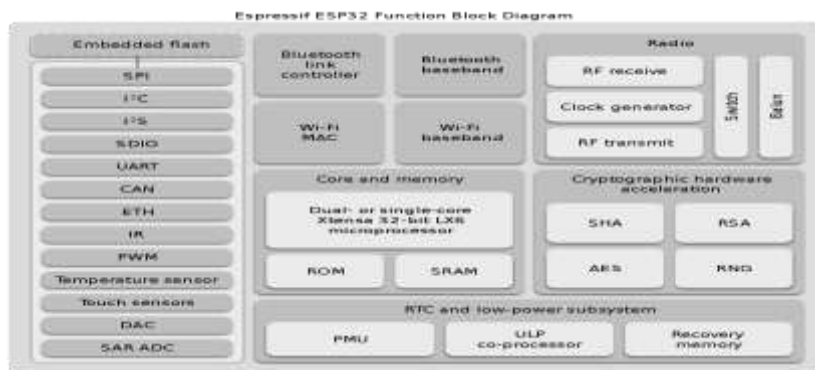 Espressif ESP32 Function Block Diagram
Embedded flash
SPI
I²C
I²S
SDIO
UART
CAN
ETH
IR
PWM
Temperature sensor
Touch sensors
DAC
SAR ADC
Bluetooth
link
controller
Bluetooth
baseband
Wi-Fi
MAC
Wi-Fi
baseband
Radio
RF receive
Clock generator
RF transmit
Switch
Balun
Core and memory
Dual- or single-core
Xtensa 32-bit LX6
microprocessor
ROM
SRAM
Cryptographic hardware
acceleration
SHA
RSA
AES
RNG
RTC and low-power subsystem
PMU
ULP
co-processor
Recovery
memory